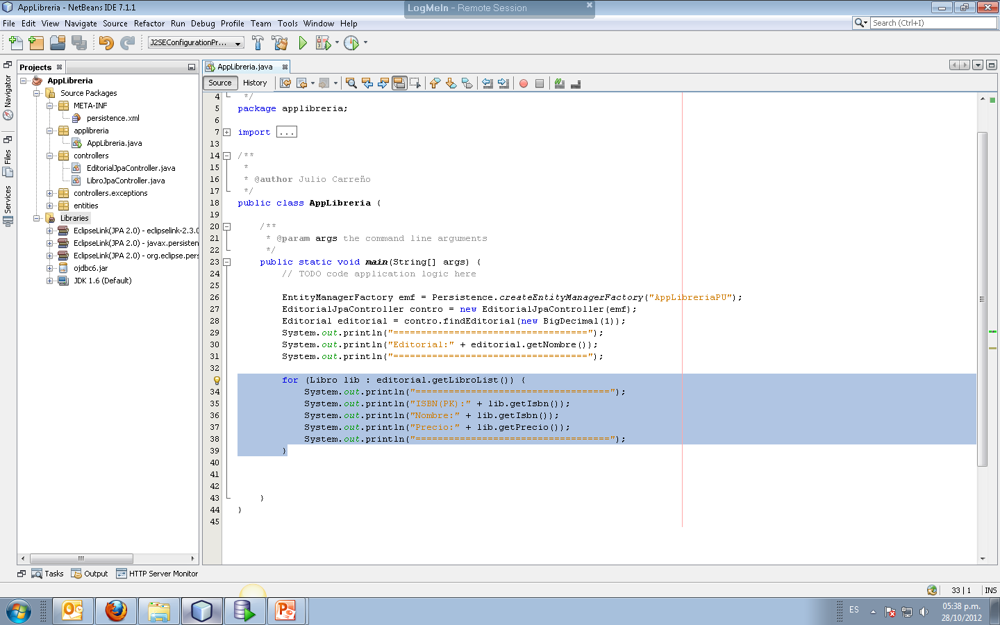 AppLibreria - NetBeans IDE 7.1.1
LogMeIn - Remote Session
File Edit View Navigate Source Refactor Run Debug Profile Team Tools Window Help
Search (Ctrl+I)
J2SEConfigurationPr...
Projects
AppLibreria.java
Navigator
Files
Services
AppLibreria
Source Packages
META-INF
persistence.xml
applibreria
AppLibreria.java
controllers
EditorialJpaController.java
LibroJpaController.java
controllers.exceptions
entities
Libraries
EclipseLink(JPA 2.0) - eclipselink-2.3.0
EclipseLink(JPA 2.0) - javax.persisten
EclipseLink(JPA 2.0) - org.eclipse.pers
ojdbc6.jar
JDK 1.6 (Default)
Source History
4 */
5 package applibreria;
6
7 import ...
13
14 /**
15 *
16 * @author Julio Carreño
17 */
18 public class AppLibreria {
19
20 /**
21 * @param args the command line arguments
22 */
23 public static void main(String[] args) {
24 // TODO code application logic here
25
26 EntityManagerFactory emf = Persistence.createEntityManagerFactory("AppLibreriaPU");
27 EditorialJpaController contro = new EditorialJpaController(emf);
28 Editorial editorial = contro.findEditorial(new BigDecimal(1));
29 System.out.println("===================================");
30 System.out.println("Editorial:" + editorial.getNombre());
31 System.out.println("===================================");
32
for (Libro lib : editorial.getLibroList()) {
34 System.out.println("===================================");
35 System.out.println("ISBN(PK):" + lib.getIsbn());
36 System.out.println("Nombre:" + lib.getIsbn());
37 System.out.println("Precio:" + lib.getPrecio());
38 System.out.println("===================================");
39 }
40
41
42
43 }
44 }
45
Tasks Output HTTP Server Monitor
33 | 1 INS
ES
05:38 p.m.
28/10/2012